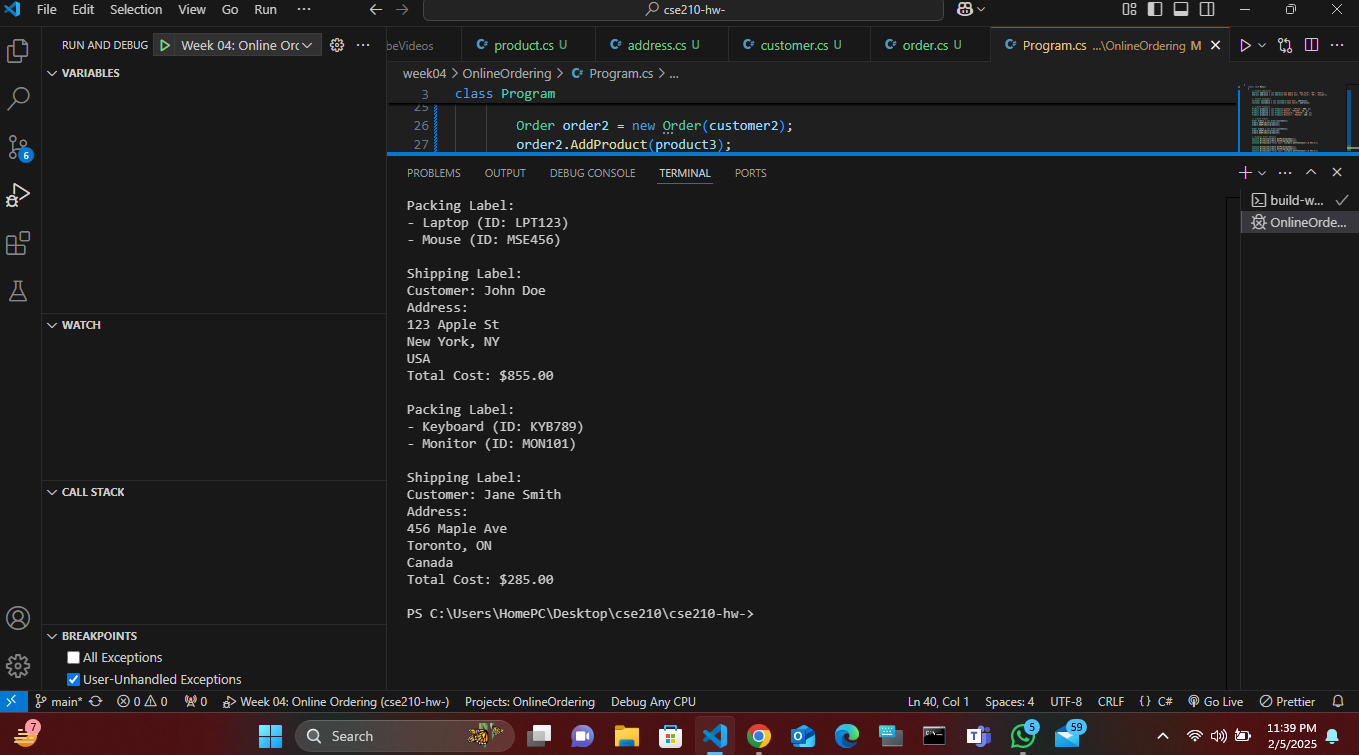 File Edit Selection View Go Run ···
cse210-hw-
RUN AND DEBUG Week 04: Online Or
VARIABLES
WATCH
CALL STACK
BREAKPOINTS
All Exceptions
User-Unhandled Exceptions
beVideos
product.cs U
address.cs U
customer.cs U
order.cs U
Program.cs ...\OnlineOrdering M
week04 > OnlineOrdering > Program.cs > ...
3 class Program
25
26 Order order2 = new Order(customer2);
27 order2.AddProduct(product3);
PROBLEMS OUTPUT DEBUG CONSOLE TERMINAL PORTS
build-w...
OnlineOrde...
Packing Label:
- Laptop (ID: LPT123)
- Mouse (ID: MSE456)
Shipping Label:
Customer: John Doe
Address:
123 Apple St
New York, NY
USA
Total Cost: $855.00
Packing Label:
- Keyboard (ID: KYB789)
- Monitor (ID: MON101)
Shipping Label:
Customer: Jane Smith
Address:
456 Maple Ave
Toronto, ON
Canada
Total Cost: $285.00
PS C:\Users\HomePC\Desktop\cse210\cse210-hw->
6
main* 0 0 0 Week 04: Online Ordering (cse210-hw-) Projects: OnlineOrdering Debug Any CPU Ln 40, Col 1 Spaces: 4 UTF-8 CRLF {} C# Go Live Prettier
7
Search
5
59
11:39 PM
2/5/2025